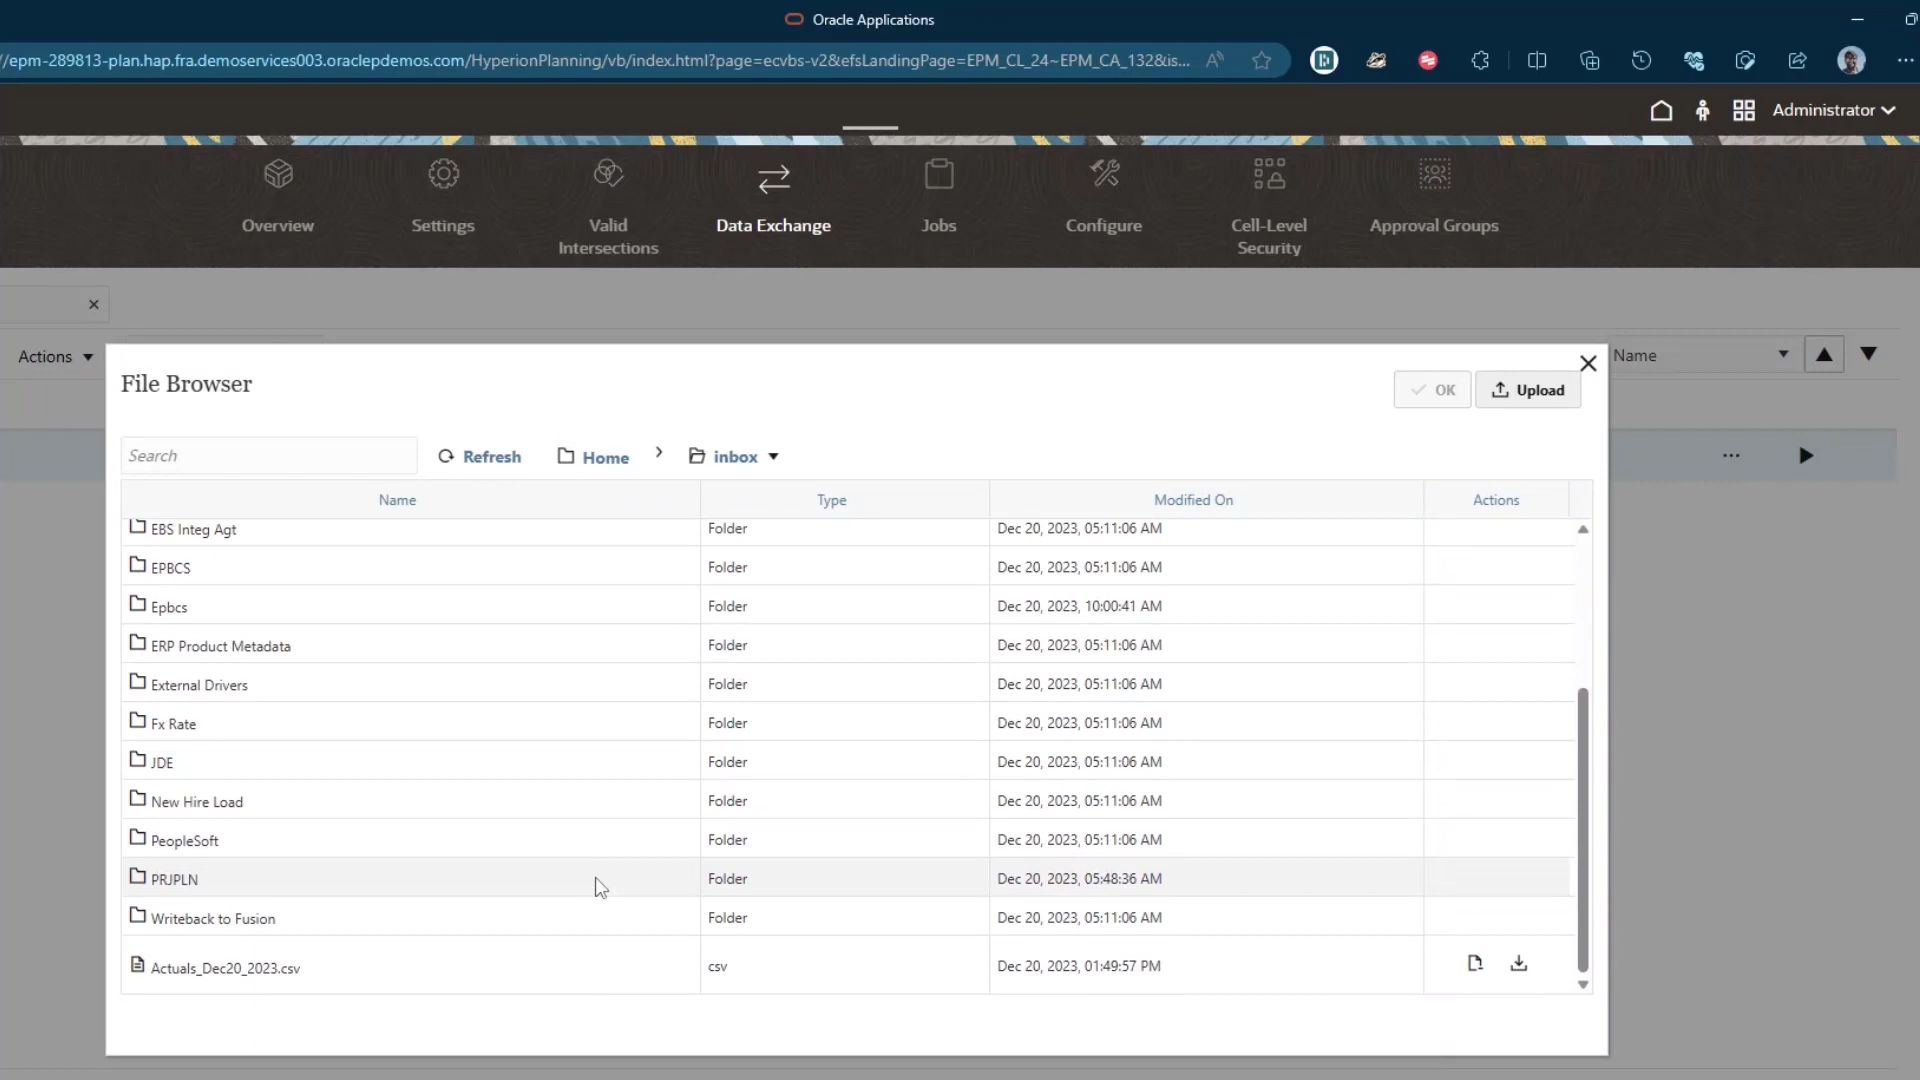 Oracle Applications
//epm-289813-plan.hap.fra.demoservices003.oraclepdemos.com/HyperionPlanning/vb/index.html?page=ecvbs-v2&efsLandingPage=EPM_CL_24~EPM_CA_132&is...
Administrator
Overview
Settings
Valid Intersections
Data Exchange
Jobs
Configure
Cell-Level Security
Approval Groups
Actions
Name
File Browser
OK
Upload
Search
Refresh
Home
inbox
Name Type Modified On Actions
EBS Integ Agt Folder Dec 20, 2023, 05:11:06 AM
EPBCS Folder Dec 20, 2023, 05:11:06 AM
Epbcs Folder Dec 20, 2023, 10:00:41 AM
ERP Product Metadata Folder Dec 20, 2023, 05:11:06 AM
External Drivers Folder Dec 20, 2023, 05:11:06 AM
Fx Rate Folder Dec 20, 2023, 05:11:06 AM
JDE Folder Dec 20, 2023, 05:11:06 AM
New Hire Load Folder Dec 20, 2023, 05:11:06 AM
PeopleSoft Folder Dec 20, 2023, 05:11:06 AM
PRJPLN Folder Dec 20, 2023, 05:48:36 AM
Writeback to Fusion Folder Dec 20, 2023, 05:11:06 AM
Actuals_Dec20_2023.csv csv Dec 20, 2023, 01:49:57 PM